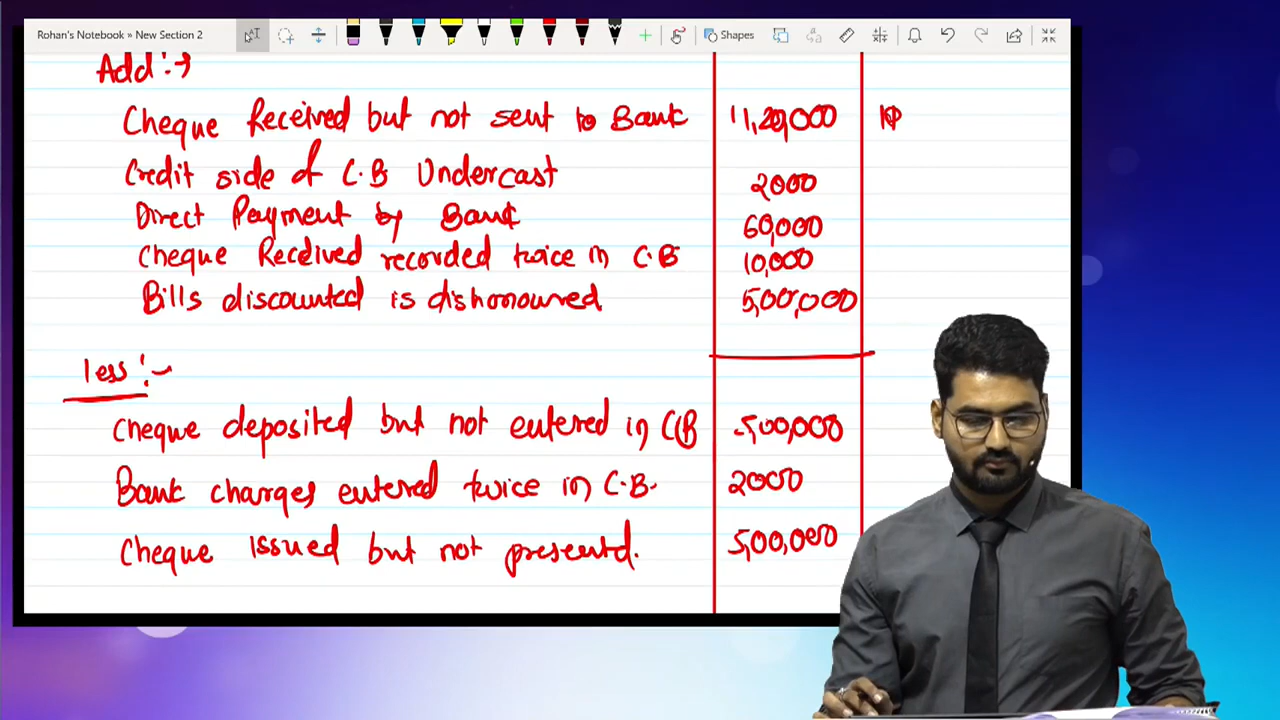 Rohan's Notebook » New Section 2
Shapes
Add :→
Cheque Received but not sent to Bank 11,20,000
Credit side of C.B Undercast 2000
Direct Payment by Bank 60,000
Cheque Received recorded twice in C.B 10,000
Bills discounted is dishonoured 5,00,000
less :-
Cheque deposited but not entered in CB 500,000
Bank charges entered twice in C.B. 2000
Cheque issued but not presentd. 5,00,000